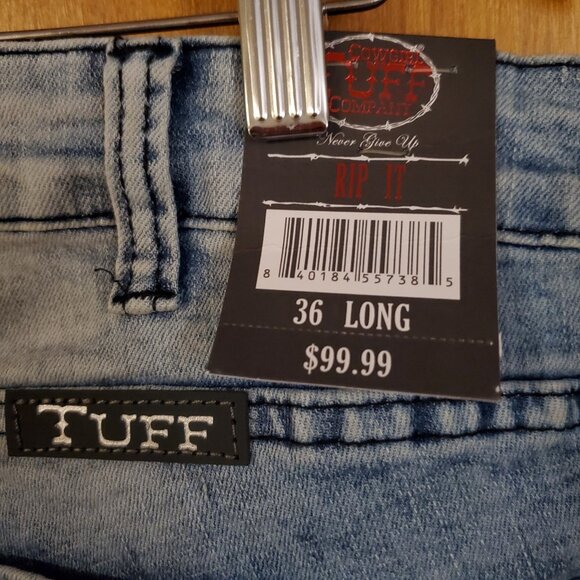 COWGIRL
TUFF
COMPANY
Never Give Up
RIP IT
8 40184 55738 5
36 LONG
$99.99
TUFF